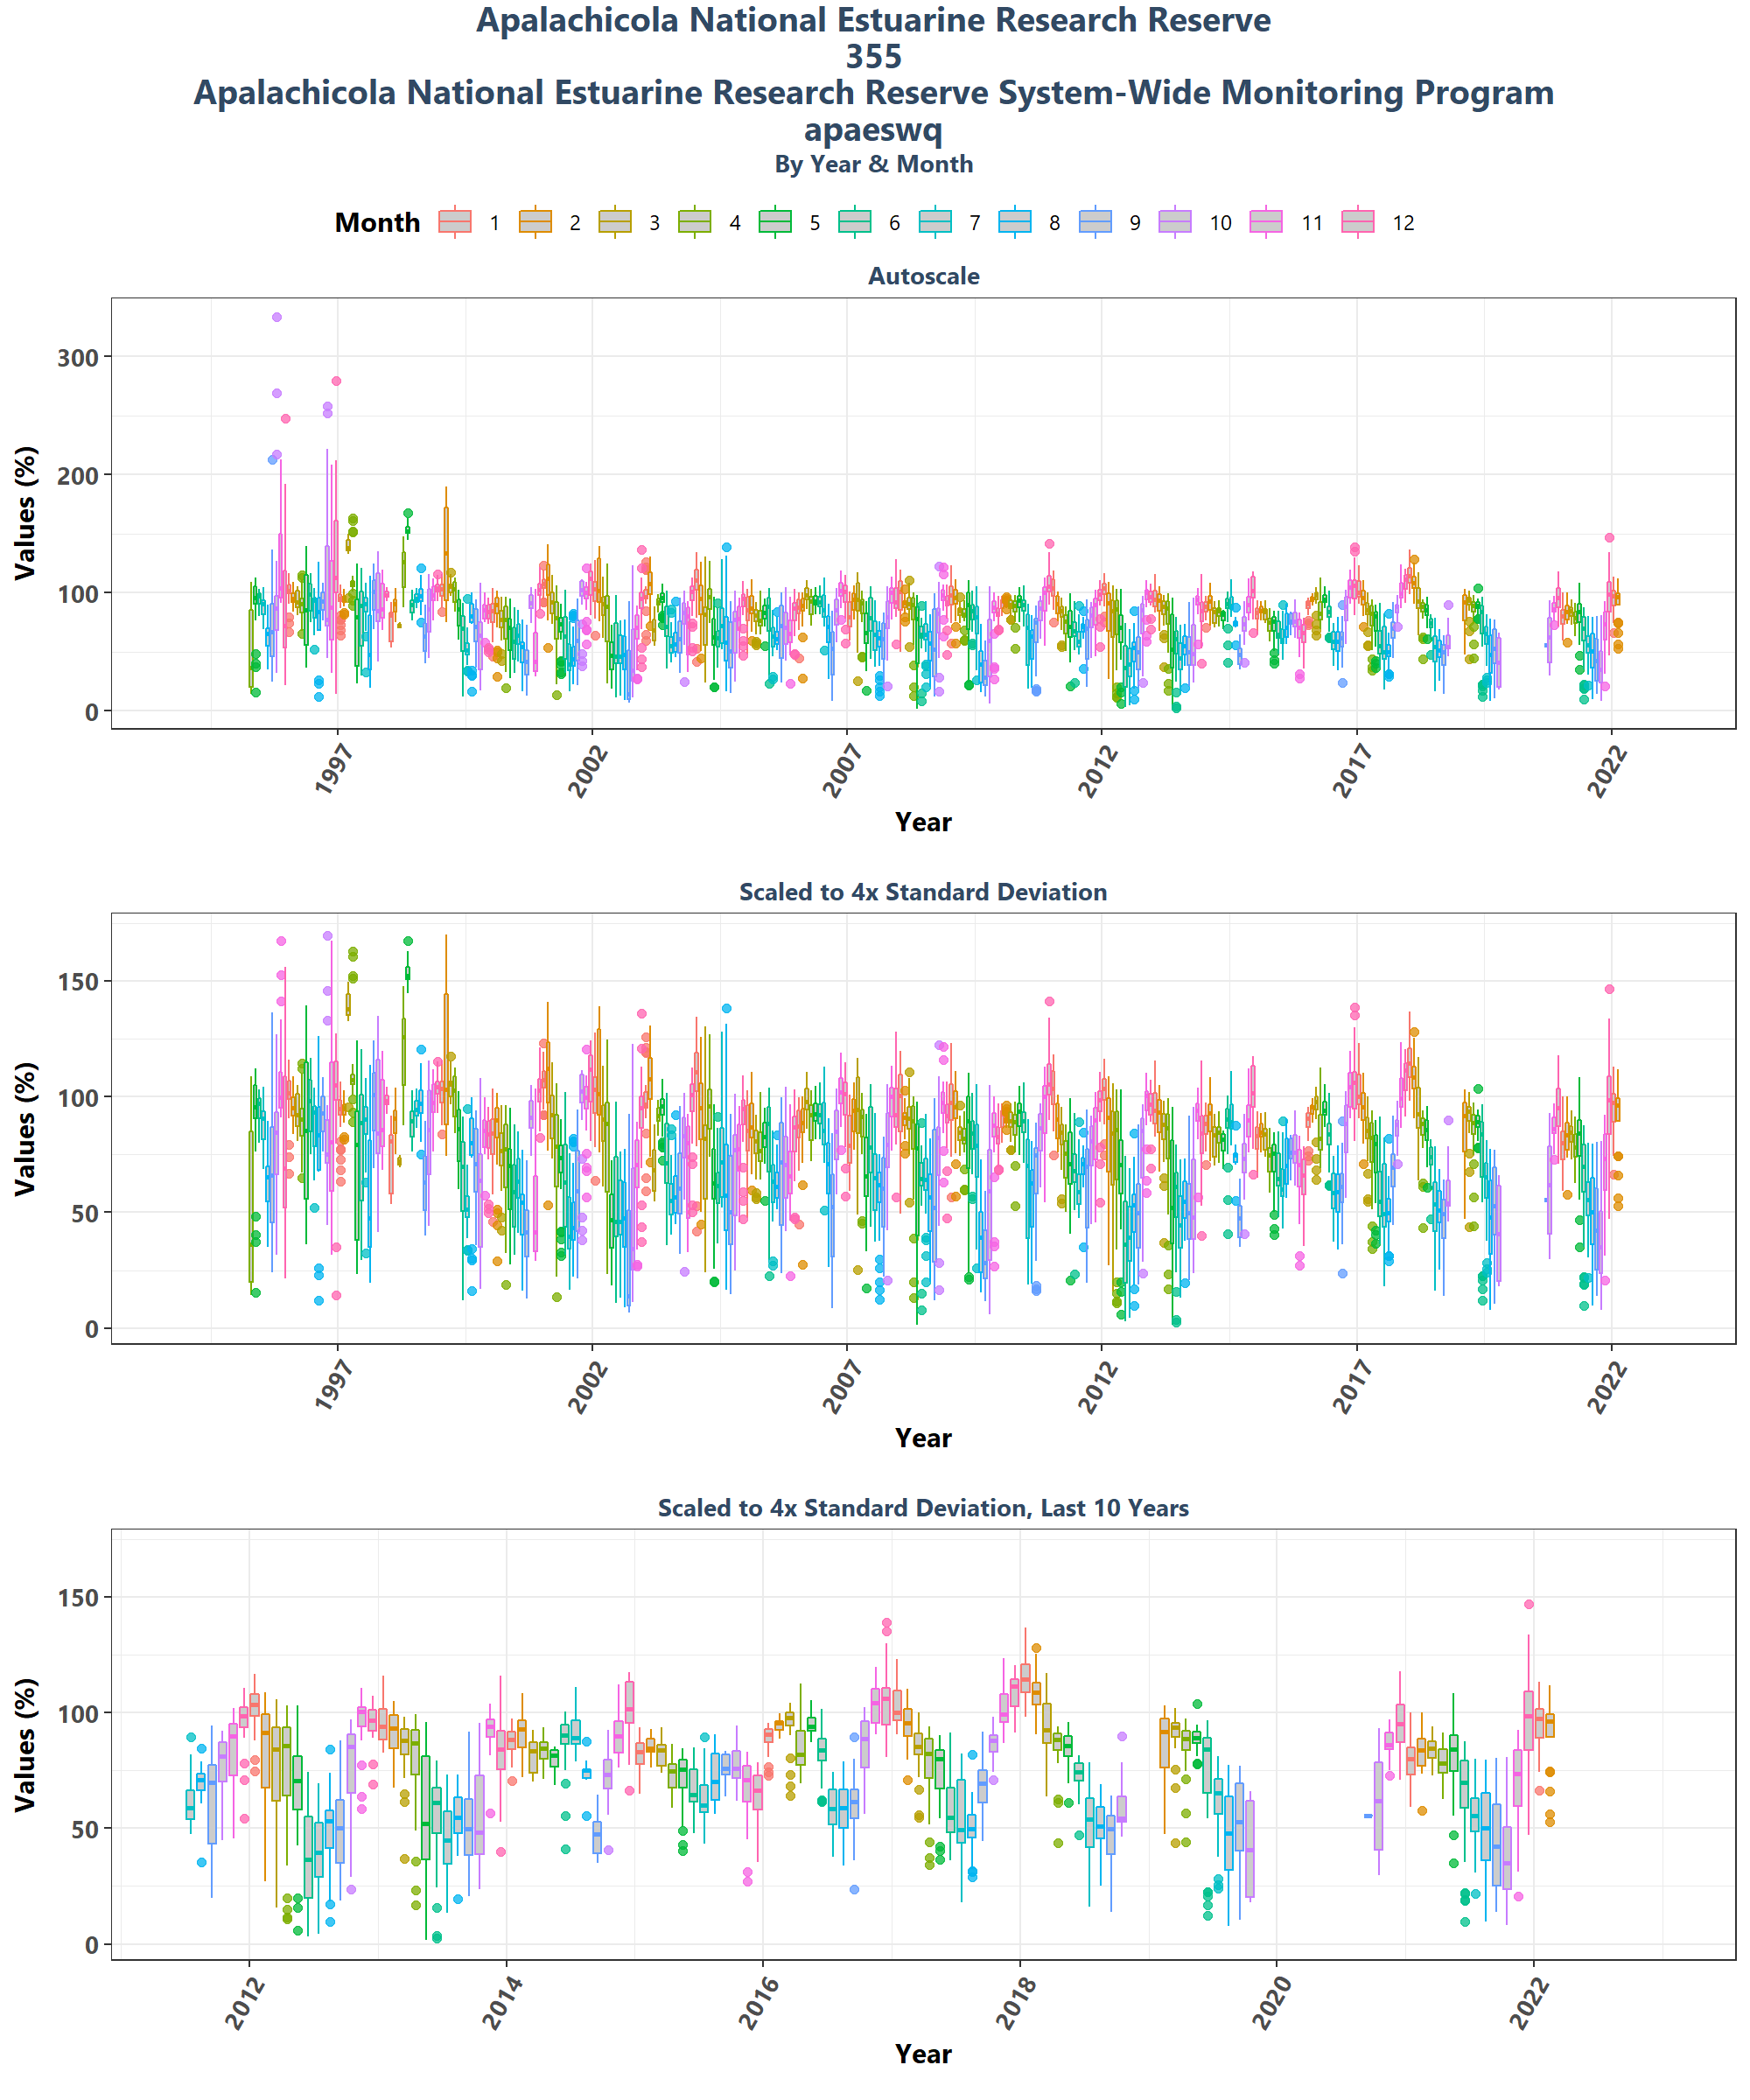 Apalachicola National Estuarine Research Reserve
355
Apalachicola National Estuarine Research Reserve System-Wide Monitoring Program
apaeswq
By Year & Month
Month 1 2 3 4 5 6 7 8 9 10 11 12
Autoscale
Values (%)
300
200
100
0
1997 2002 2007 2012 2017 2022
Year
Scaled to 4x Standard Deviation
Values (%)
150
100
50
0
1997 2002 2007 2012 2017 2022
Year
Scaled to 4x Standard Deviation, Last 10 Years
Values (%)
150
100
50
0
2012 2014 2016 2018 2020 2022
Year